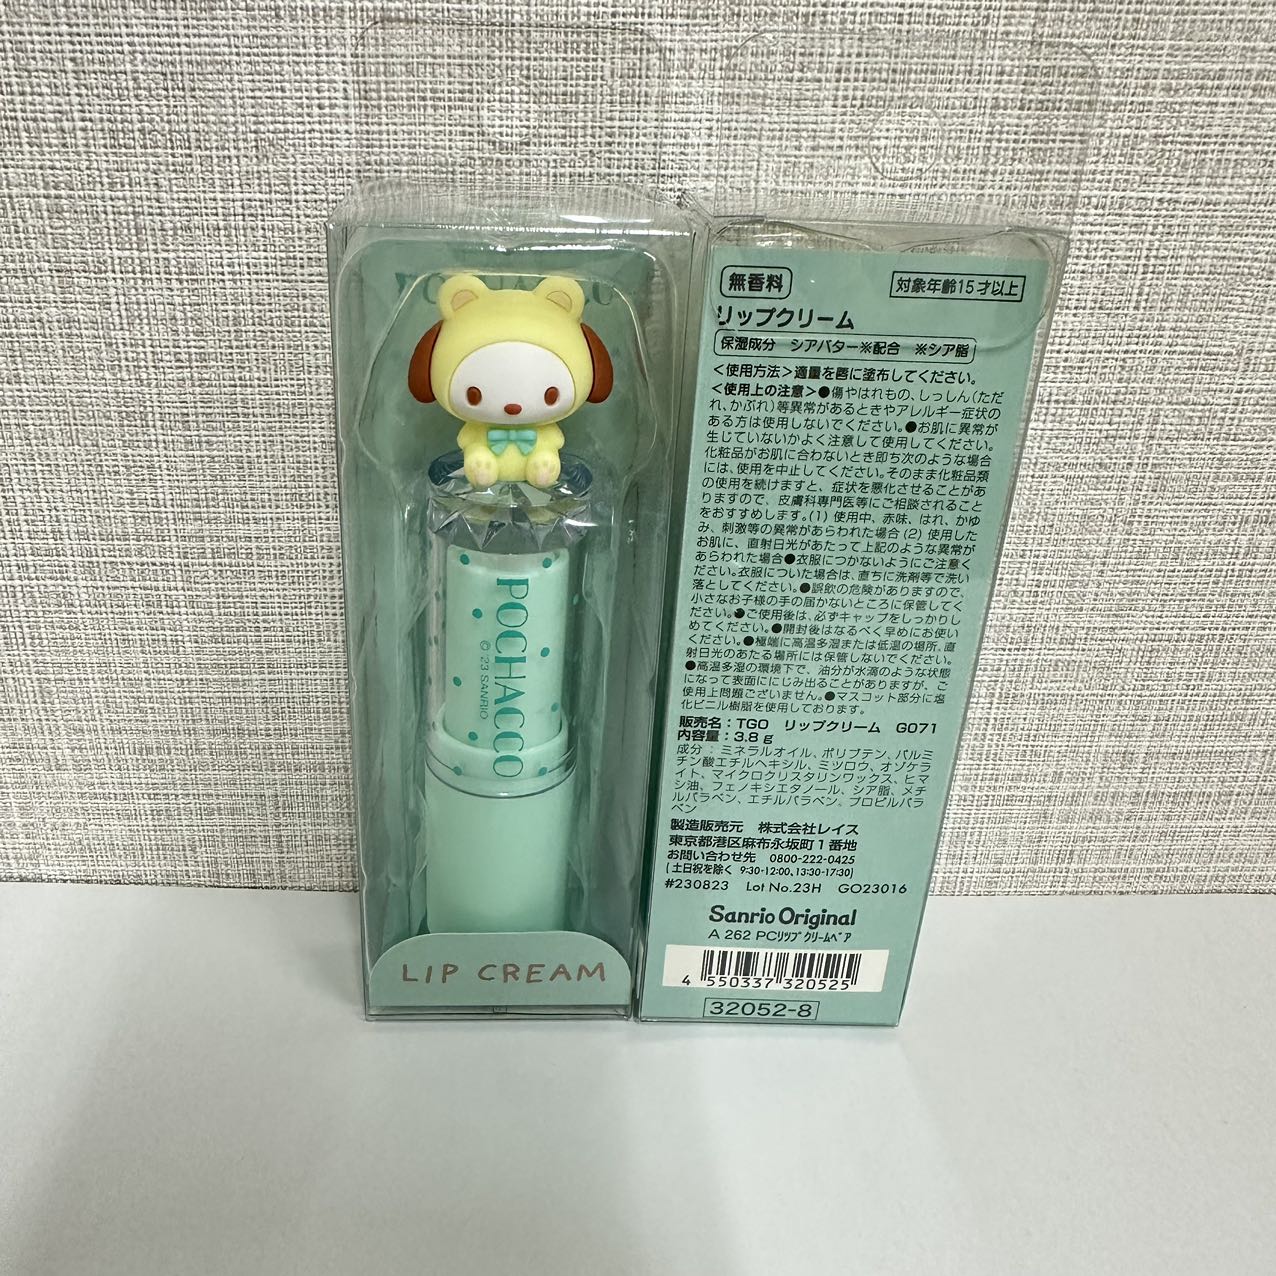 POCHACCO
© '23 SANRIO
LIP CREAM
無香料
対象年齢15才以上
リップクリーム
保湿成分 シアバター※配合 ※シア脂
<使用方法>適量を唇に塗布してください。
<使用上の注意>●傷やはれもの、しっしん(ただ
れ、かぶれ)等異常があるときやアレルギー症状の
ある方は使用しないでください。●お肌に異常が
生じていないかよく注意して使用してください。
化粧品がお肌に合わないとき即ち次のような場合
には、使用を中止してください。そのまま化粧品類
の使用を続けますと、症状を悪化させることがあ
りますので、皮膚科専門医等にご相談されること
をおすすめします。(1) 使用中、赤味、はれ、かゆ
み、刺激等の異常があらわれた場合 (2) 使用した
お肌に、直射日光があたって上記のような異常が
あらわれた場合●衣服につかないようにご注意く
ださい。衣服についた場合は、直ちに洗剤等で洗い
落としてください。●誤飲の危険がありますので、
小さなお子様の手の届かないところに保管してく
ださい。●ご使用後は、必ずキャップをしっかりし
めてください。●開封後はなるべく早めにお使い
ください。●極端に高温多湿または低温の場所、直
射日光のあたる場所には保管しないでください。
●高温多湿の環境下で、油分が水滴のような状態
になって表面ににじみ出ることがありますが、ご
使用上問題ございません。●マスコット部分に塩
化ビニル樹脂を使用しております。
販売名:TGO リップクリーム GO71
内容量:3.8g
成分:ミネラルオイル、ポリブテン、パルミ
チン酸エチルヘキシル、ミツロウ、オゾケラ
イト、マイクロクリスタリンワックス、ヒマ
シ油、フェノキシエタノール、シア脂、メチ
ルパラベン、エチルパラベン、プロピルパラ
ベン
製造販売元 株式会社レイス
東京都港区麻布永坂町1番地
お問い合わせ先 0800-222-0425
(土日祝を除く 9:30-12:00、13:30-17:30)
#230823 Lot No.23H GO23016
Sanrio Original
A 262 PCリップクリームベア
4 550337 320525
32052-8